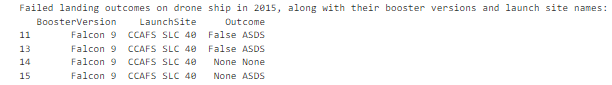 Failed landing outcomes on drone ship in 2015, along with their booster versions and launch site names:
BoosterVersion LaunchSite Outcome
11 Falcon 9 CCAFS SLC 40 False ASDS
13 Falcon 9 CCAFS SLC 40 False ASDS
14 Falcon 9 CCAFS SLC 40 None None
15 Falcon 9 CCAFS SLC 40 None ASDS